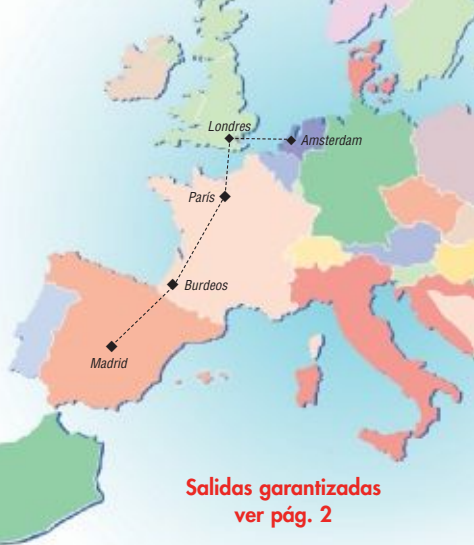 Londres
Amsterdam
París
Burdeos
Madrid
Salidas garantizadas
ver pág. 2